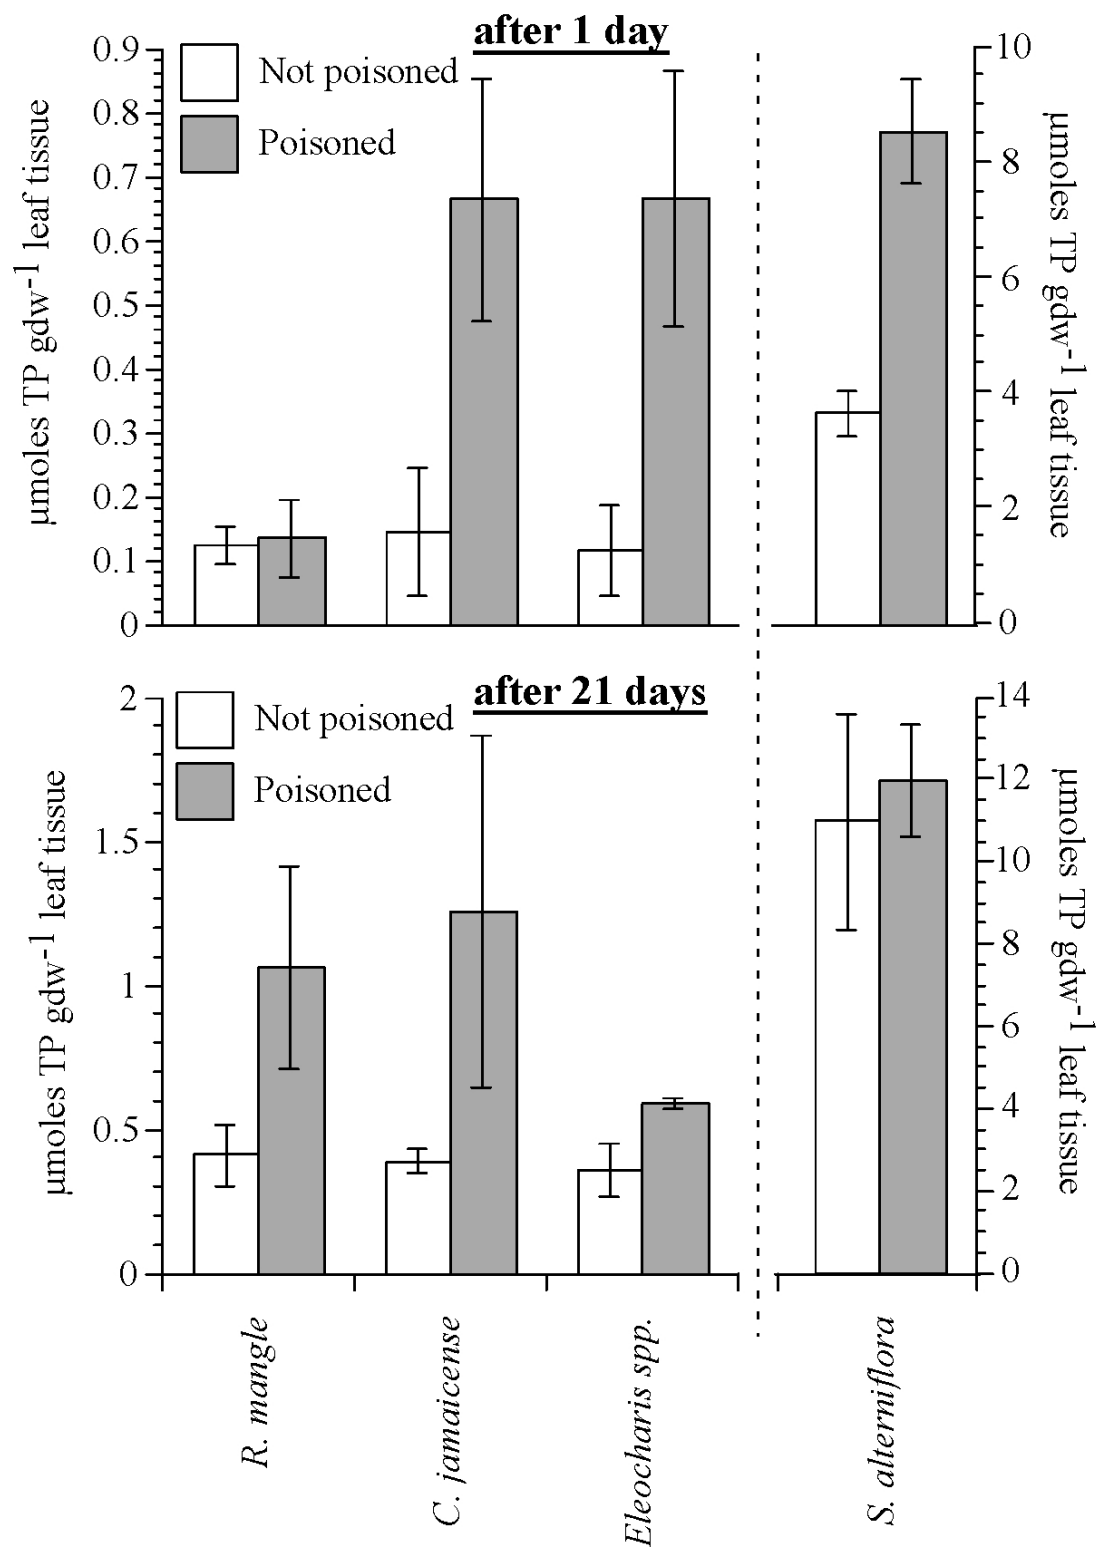 after 1 day
Not poisoned
Poisoned
µmoles TP gdw-1 leaf tissue
0.9
0.8
0.7
0.6
0.5
0.4
0.3
0.2
0.1
0
10
8
6
4
2
0
µmoles TP gdw-1 leaf tissue
after 21 days
Not poisoned
Poisoned
µmoles TP gdw-1 leaf tissue
2
1.5
1
0.5
0
14
12
10
8
6
4
2
0
µmoles TP gdw-1 leaf tissue
R. mangle
C. jamaicense
Eleocharis spp.
S. alterniflora